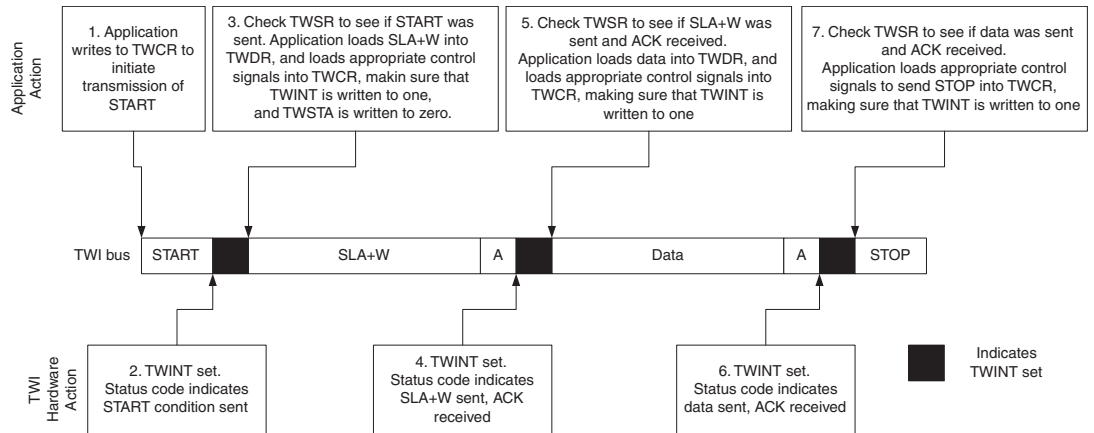 Application
Action
1. Application
writes to TWCR to
initiate
transmission of
START
3. Check TWSR to see if START was
sent. Application loads SLA+W into
TWDR, and loads appropriate control
signals into TWCR, makin sure that
TWINT is written to one,
and TWSTA is written to zero.
5. Check TWSR to see if SLA+W was
sent and ACK received.
Application loads data into TWDR, and
loads appropriate control signals into
TWCR, making sure that TWINT is
written to one
7. Check TWSR to see if data was sent
and ACK received.
Application loads appropriate control
signals to send STOP into TWCR,
making sure that TWINT is written to one
TWI bus
START
SLA+W
A
Data
A
STOP
TWI
Hardware
Action
2. TWINT set.
Status code indicates
START condition sent
4. TWINT set.
Status code indicates
SLA+W sent, ACK
received
6. TWINT set.
Status code indicates
data sent, ACK received
Indicates
TWINT set